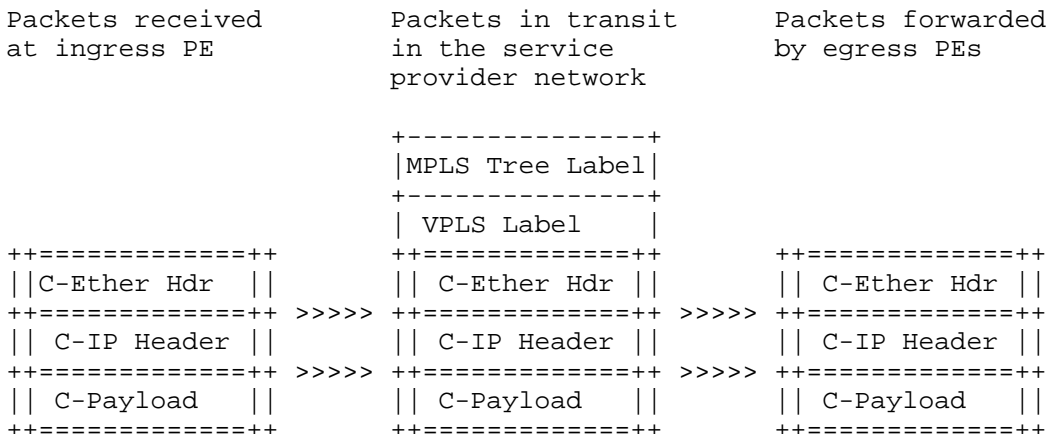 Packets received        Packets in transit      Packets forwarded
at ingress PE           in the service          by egress PEs
                        provider network

                        +---------------+
                        |MPLS Tree Label|
                        +---------------+
                        | VPLS Label    |
++=============++       ++=============++       ++=============++
||C-Ether Hdr  ||       || C-Ether Hdr ||       || C-Ether Hdr ||
++=============++ >>>>> ++=============++ >>>>> ++=============++
|| C-IP Header ||       || C-IP Header ||       || C-IP Header ||
++=============++ >>>>> ++=============++ >>>>> ++=============++
|| C-Payload   ||       || C-Payload   ||       || C-Payload   ||
++=============++       ++=============++       ++=============++